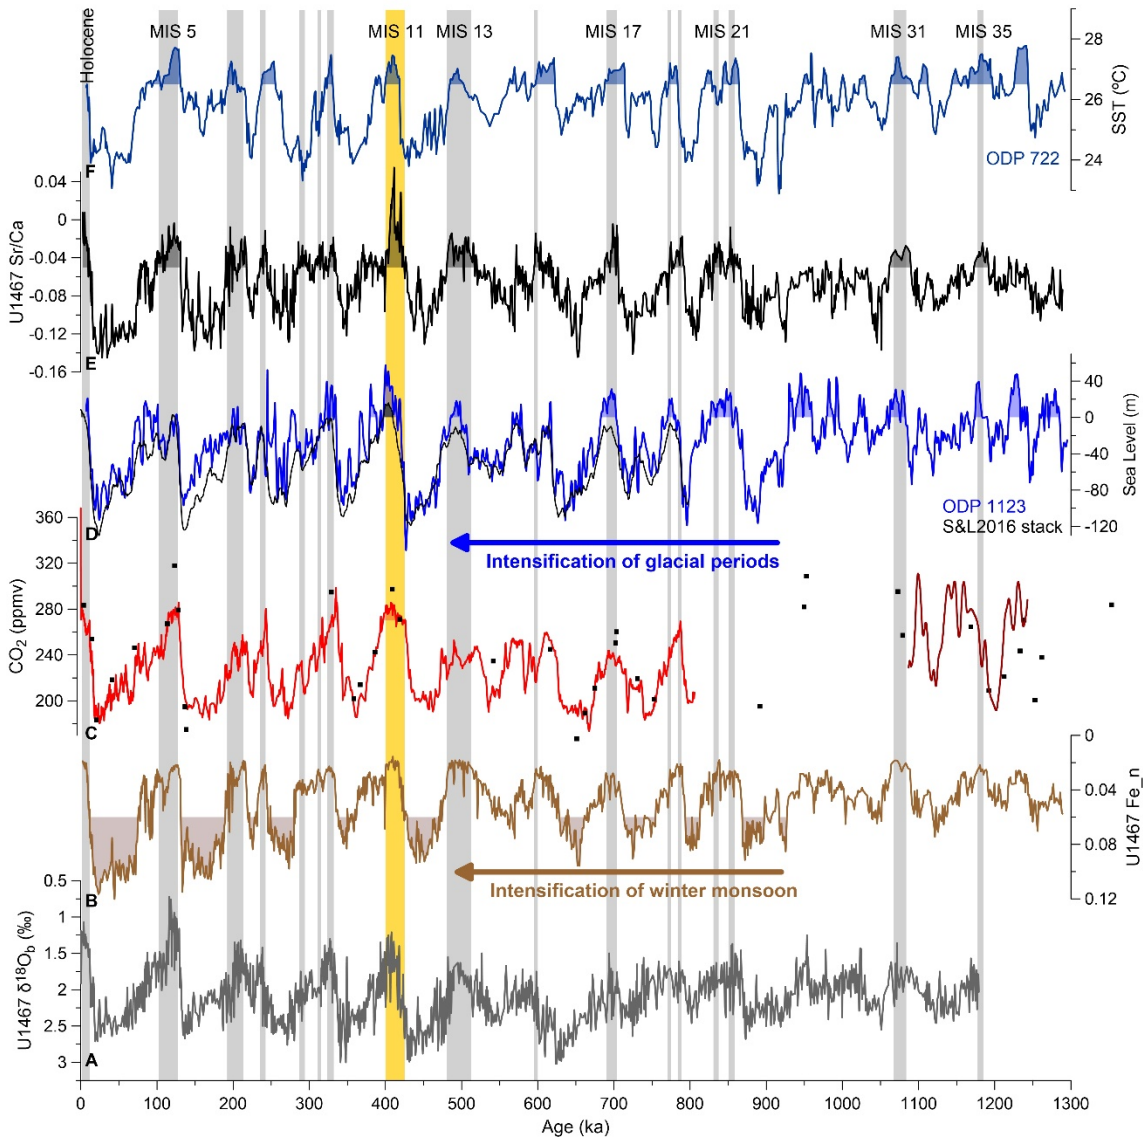 Holocene
MIS 5
MIS 11
MIS 13
MIS 17
MIS 21
MIS 31
MIS 35
28
26
24
SST (ºC)
ODP 722
F
0.04
0
-0.04
-0.08
-0.12
-0.16
U1467 Sr/Ca
E
40
0
-40
-80
-120
Sea Level (m)
ODP 1123
S&L2016 stack
D
Intensification of glacial periods
360
320
280
240
200
CO₂ (ppmv)
C
0
0.04
0.08
0.12
U1467 Fe_n
Intensification of winter monsoon
B
0.5
1
1.5
2
2.5
3
U1467 δ¹⁸O_b (‰)
A
0 100 200 300 400 500 600 700 800 900 1000 1100 1200 1300
Age (ka)